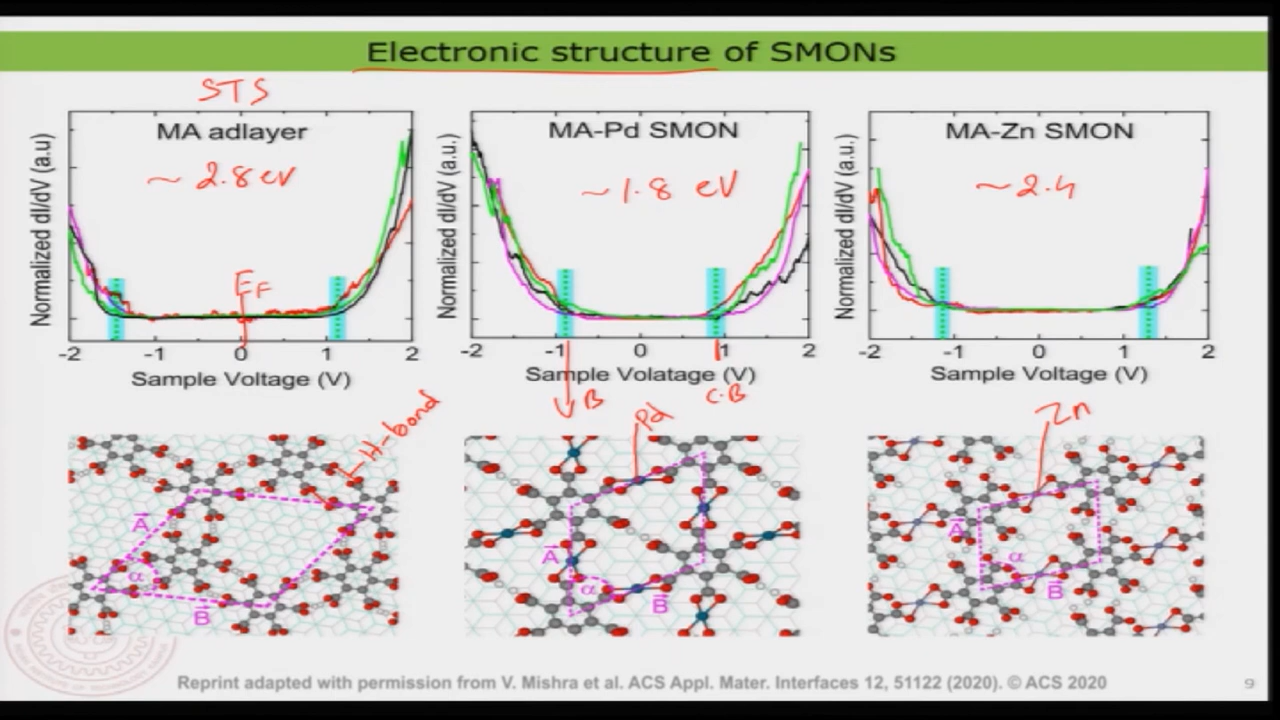 Electronic structure of SMONs
STS
MA adlayer
~ 2.8 eV
EF
Normalized dI/dV (a.u)
-2 -1 0 1 2
Sample Voltage (V)
MA-Pd SMON
~ 1.8 eV
Normalized dI/dV (a.u.)
-2 -1 0 1 2
Sample Volatage (V)
VB
C.B
MA-Zn SMON
~ 2.4
Normalized dI/dV (a.u.)
-2 -1 0 1 2
Sample Voltage (V)
H-bond
A
α
B
Pd
A
α
B
Zn
A
α
B
Reprint adapted with permission from V. Mishra et al. ACS Appl. Mater. Interfaces 12, 51122 (2020). © ACS 2020
9